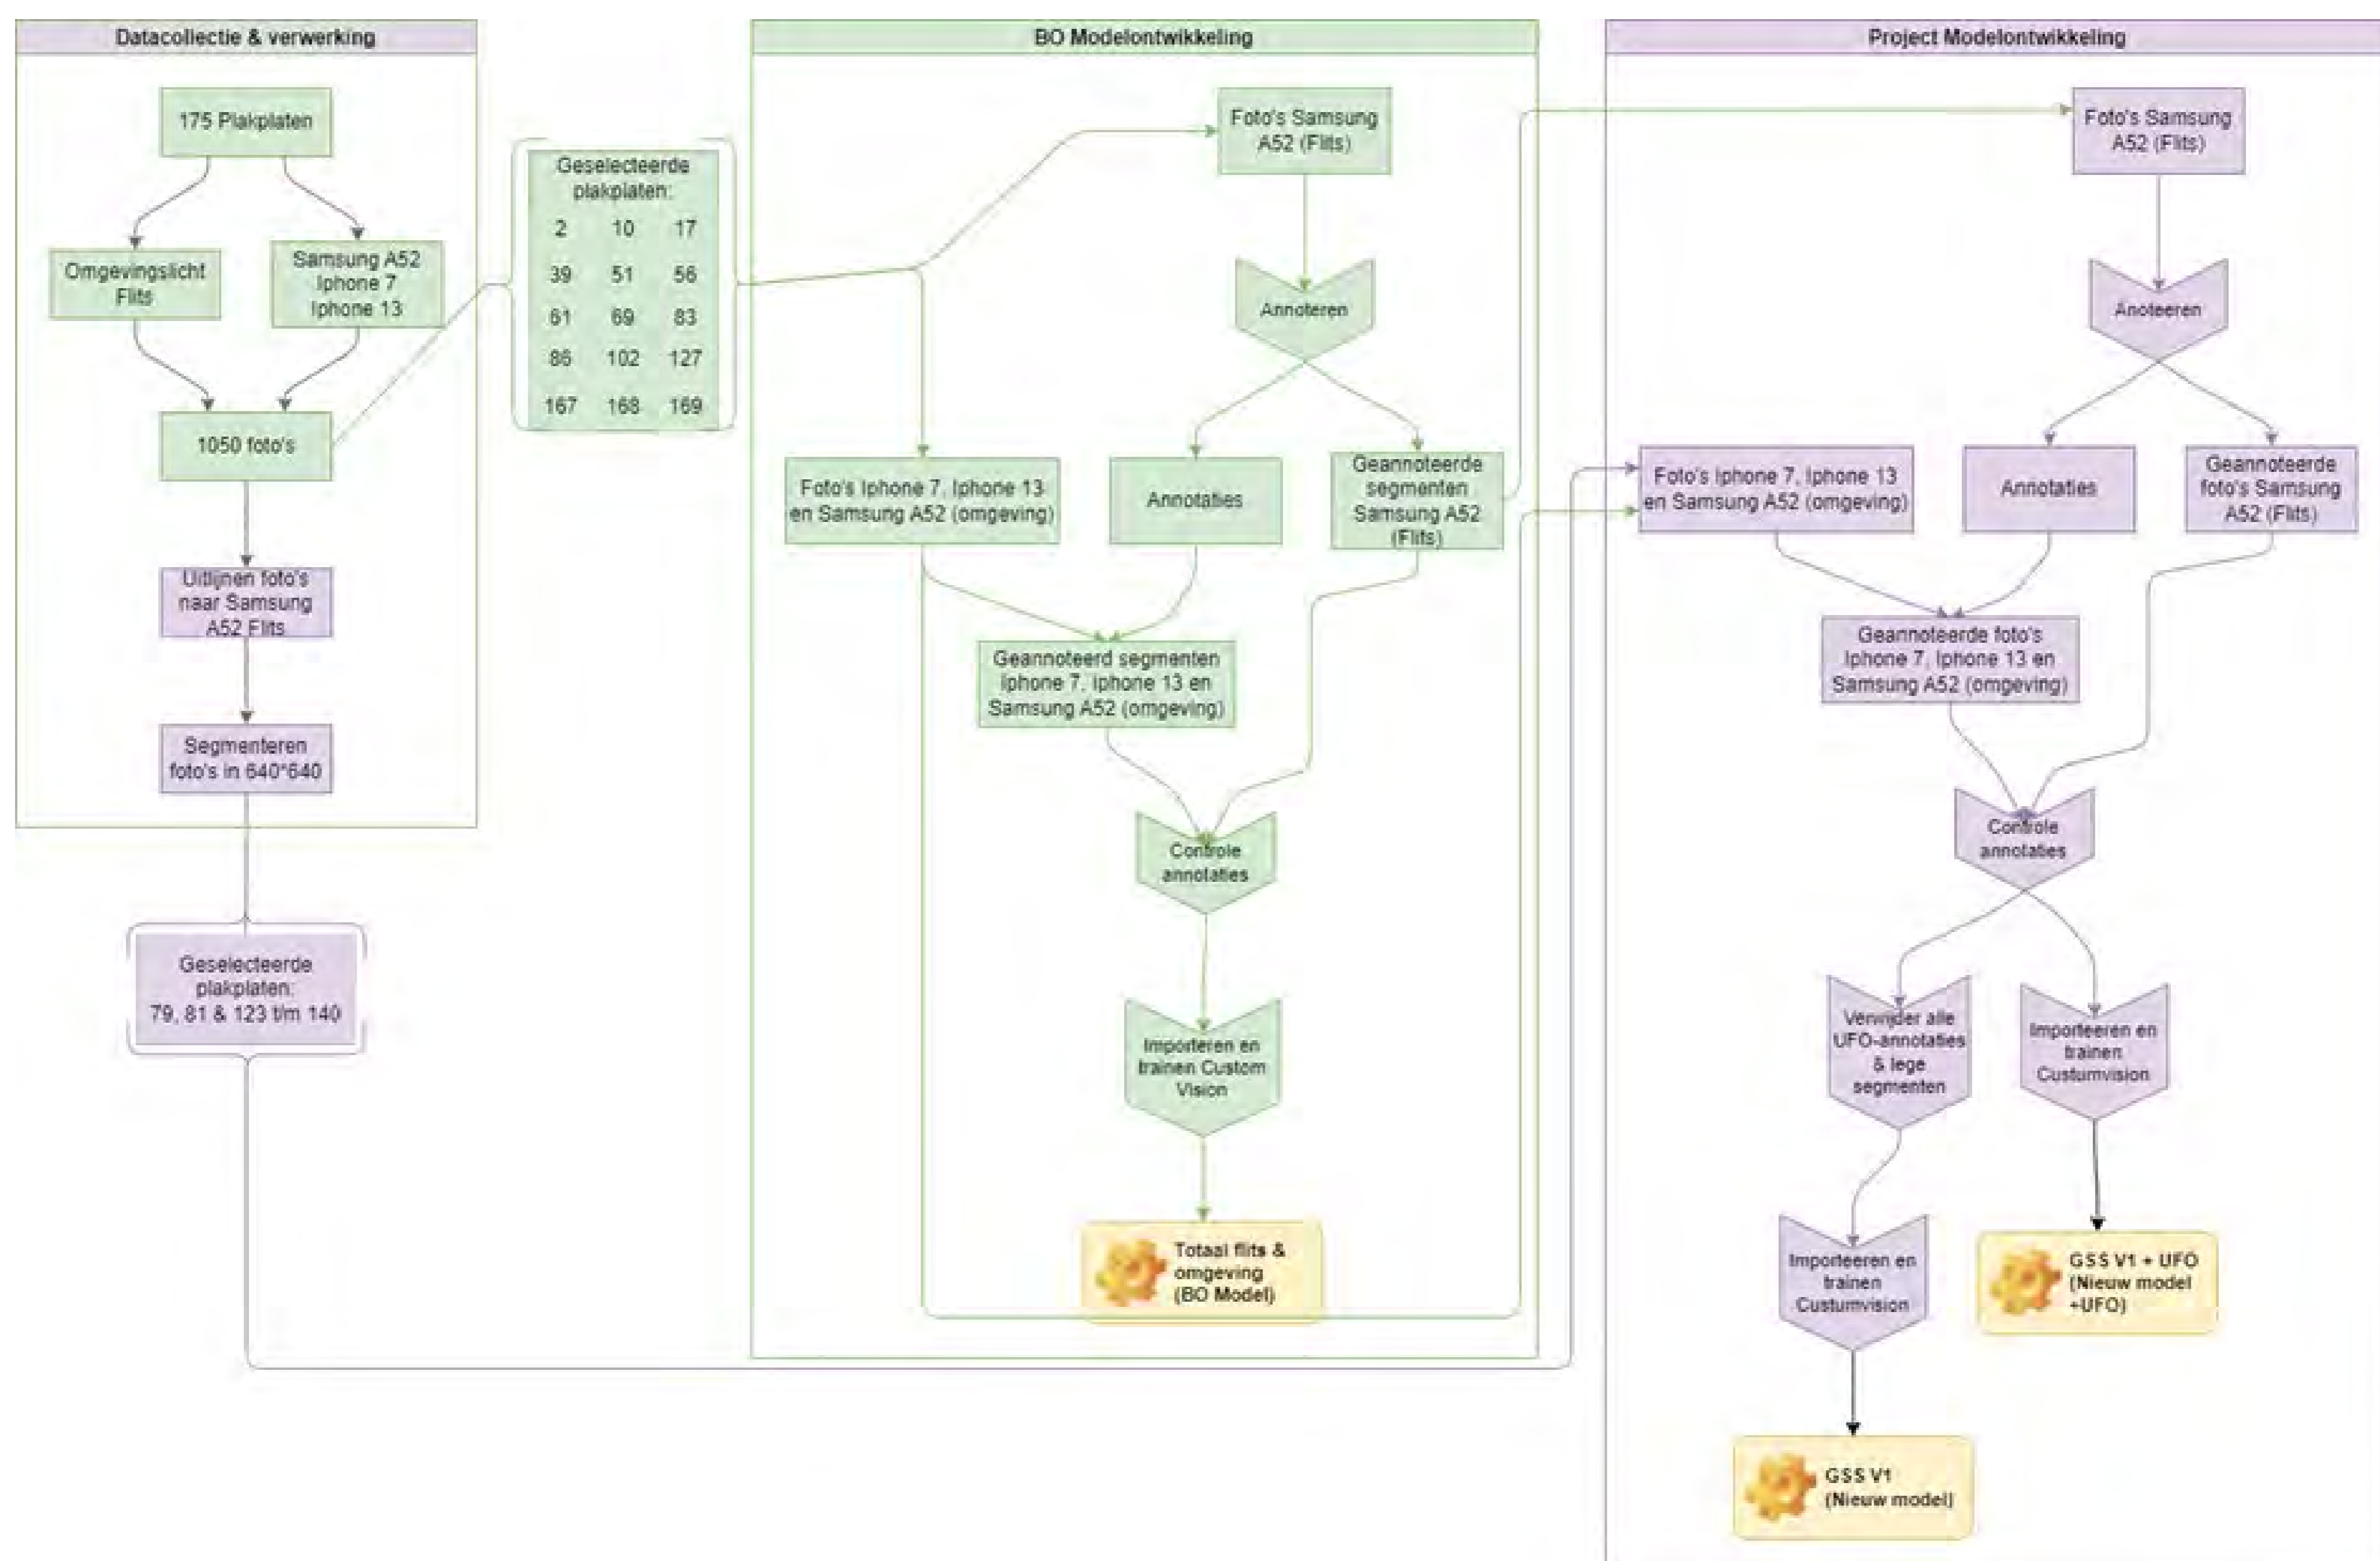 Datacollectie & verwerking
175 Plakplaten
Omgevingslicht
Flits
Samsung A52
Iphone 7
Iphone 13
1050 foto's
Uitlijnen foto's
naar Samsung
A52 Flits
Segmenteren
foto's in 640*640
Geselecteerde
plakplaten:
79, 81 & 123 t/m 140
Geselecteerde
plakplaten:
2 10 17
39 51 56
61 69 83
86 102 127
167 168 169
BO Modelontwikkeling
Foto's Samsung
A52 (Flits)
Annoteren
Foto's Iphone 7, Iphone 13
en Samsung A52 (omgeving)
Annotaties
Geannoteerde
segmenten
Samsung A52
(Flits)
Geannoteerd segmenten
Iphone 7, Iphone 13 en
Samsung A52 (omgeving)
Controle
annotaties
Importeren en
trainen Custom
Vision
Totaal flits &
omgeving
(BO Model)
Project Modelontwikkeling
Foto's Samsung
A52 (Flits)
Anoteeren
Foto's Iphone 7, Iphone 13
en Samsung A52 (omgeving)
Annotaties
Geannoteerde
foto's Samsung
A52 (Flits)
Geannoteerde foto's
Iphone 7, Iphone 13 en
Samsung A52 (omgeving)
Controle
annotaties
Verwijder alle
UFO-annotaties
& lege
segmenten
Importeeren en
trainen
Custumvision
Importeeren en
trainen
Custumvision
GSS V1 + UFO
(Nieuw model
+UFO)
GSS V1
(Nieuw model)